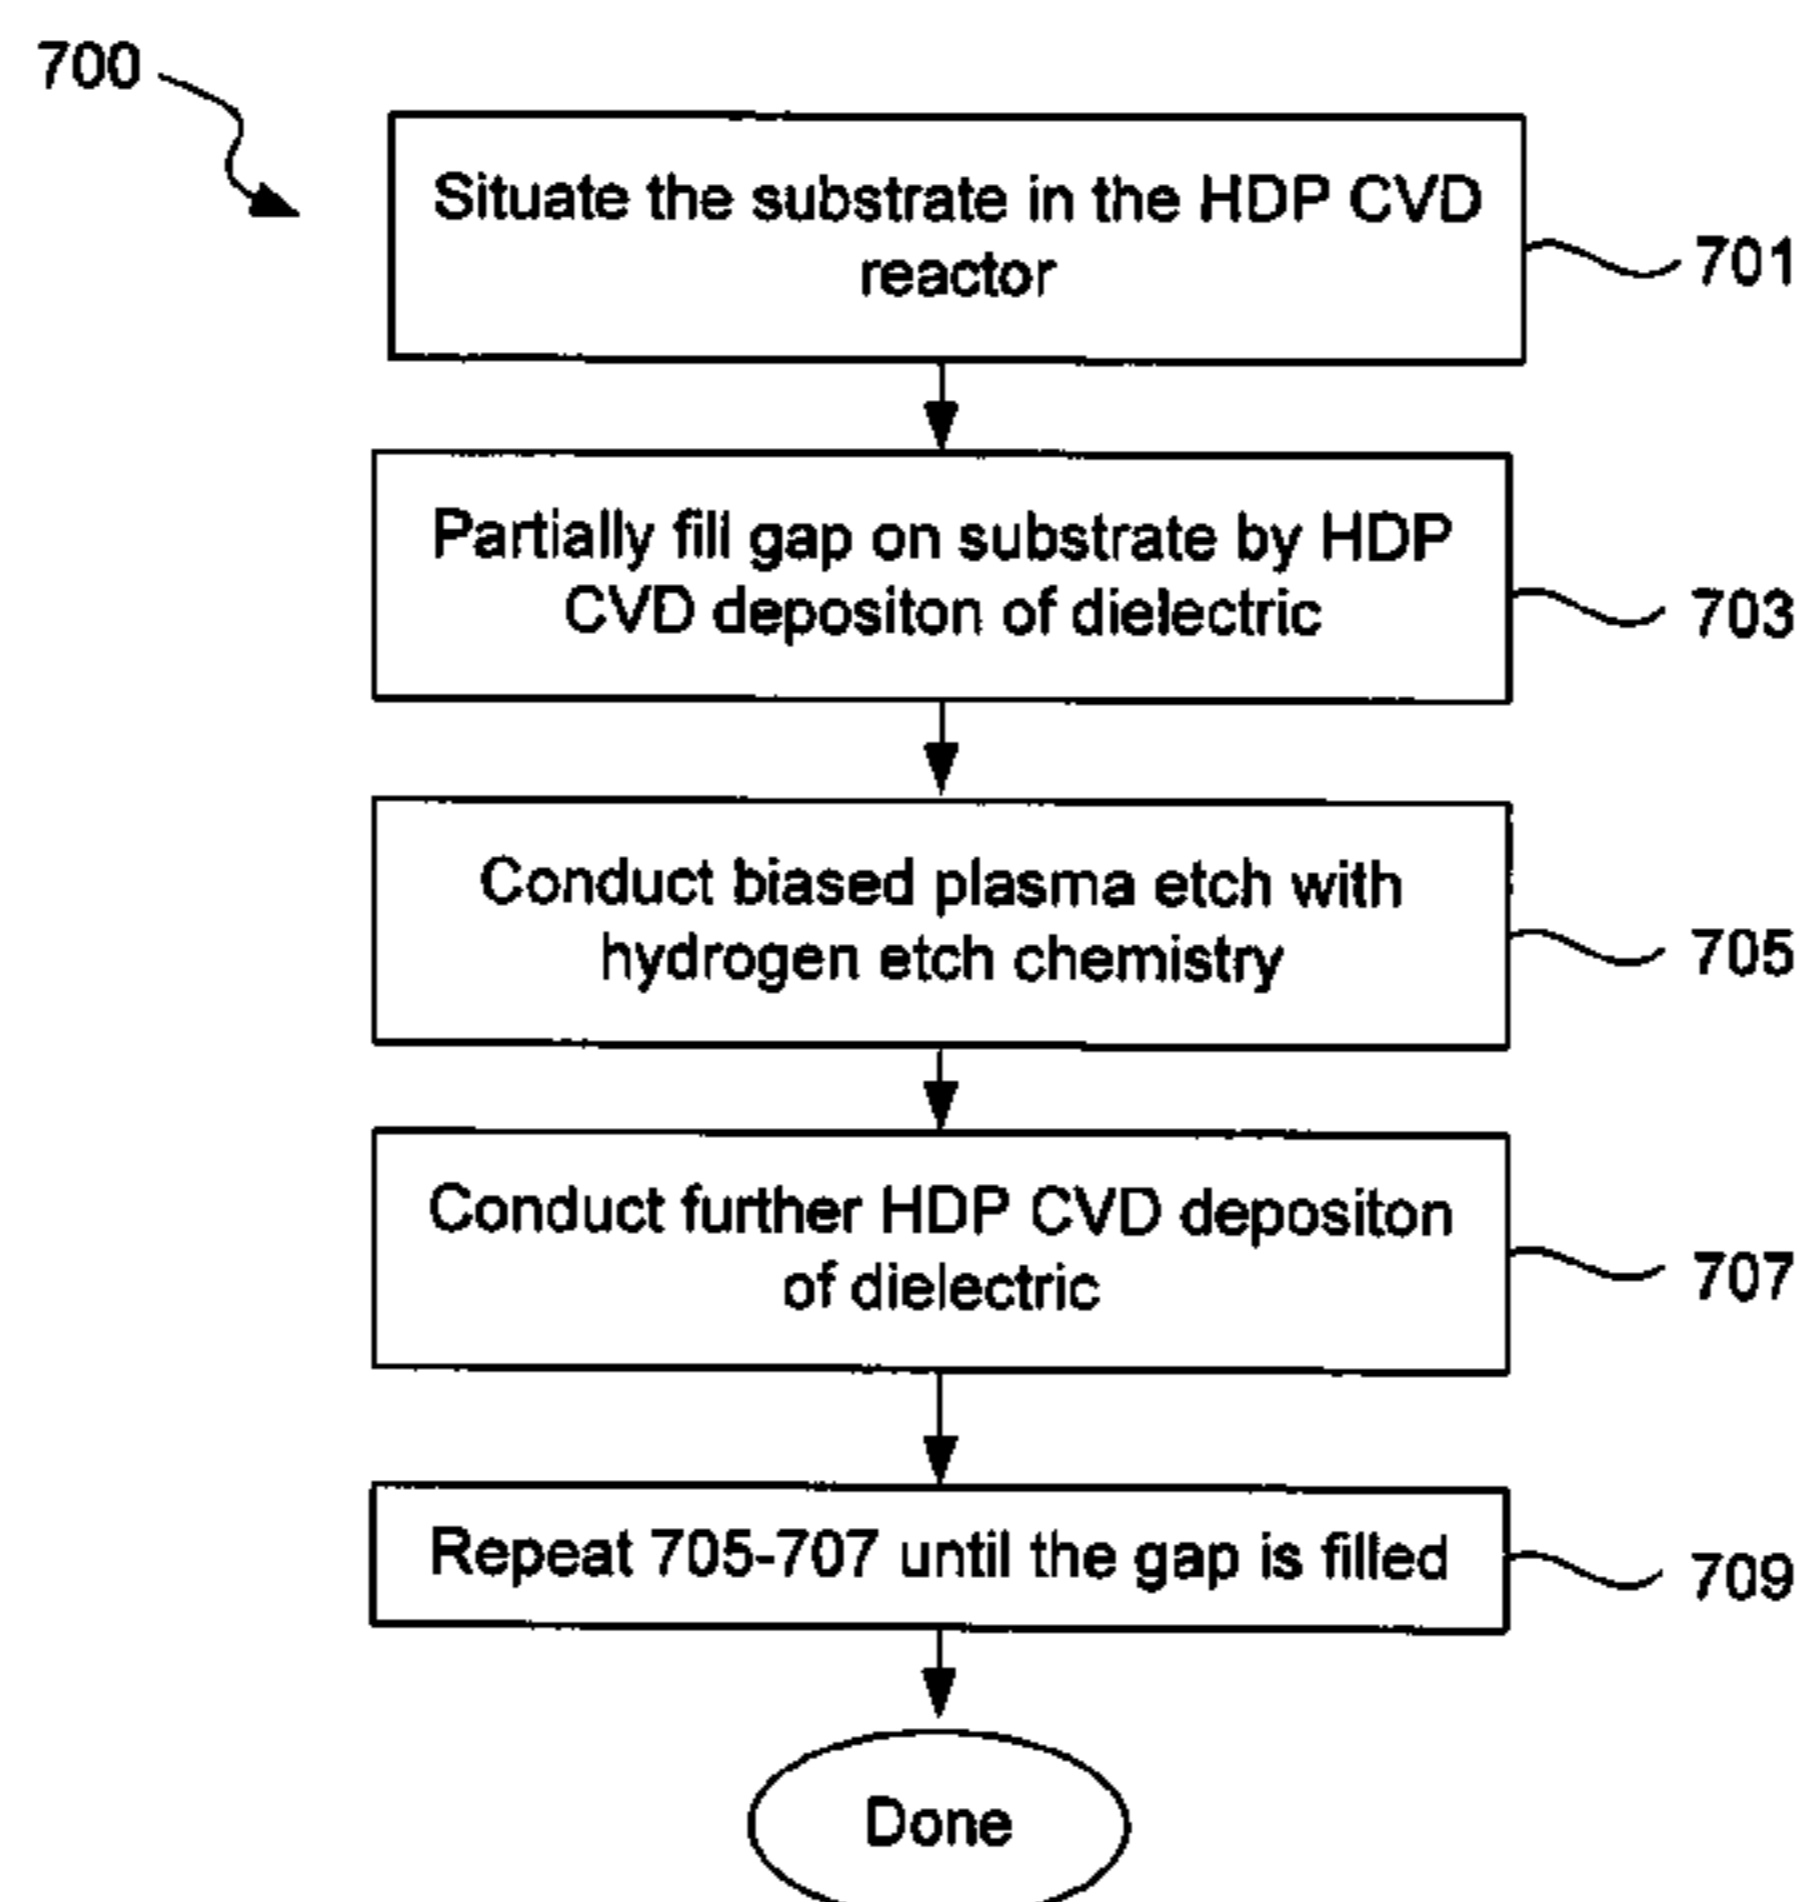 700
Situate the substrate in the HDP CVD
reactor
701
Partially fill gap on substrate by HDP
CVD depositon of dielectric
703
Conduct biased plasma etch with
hydrogen etch chemistry
705
Conduct further HDP CVD depositon
of dielectric
707
Repeat 705-707 until the gap is filled
709
Done